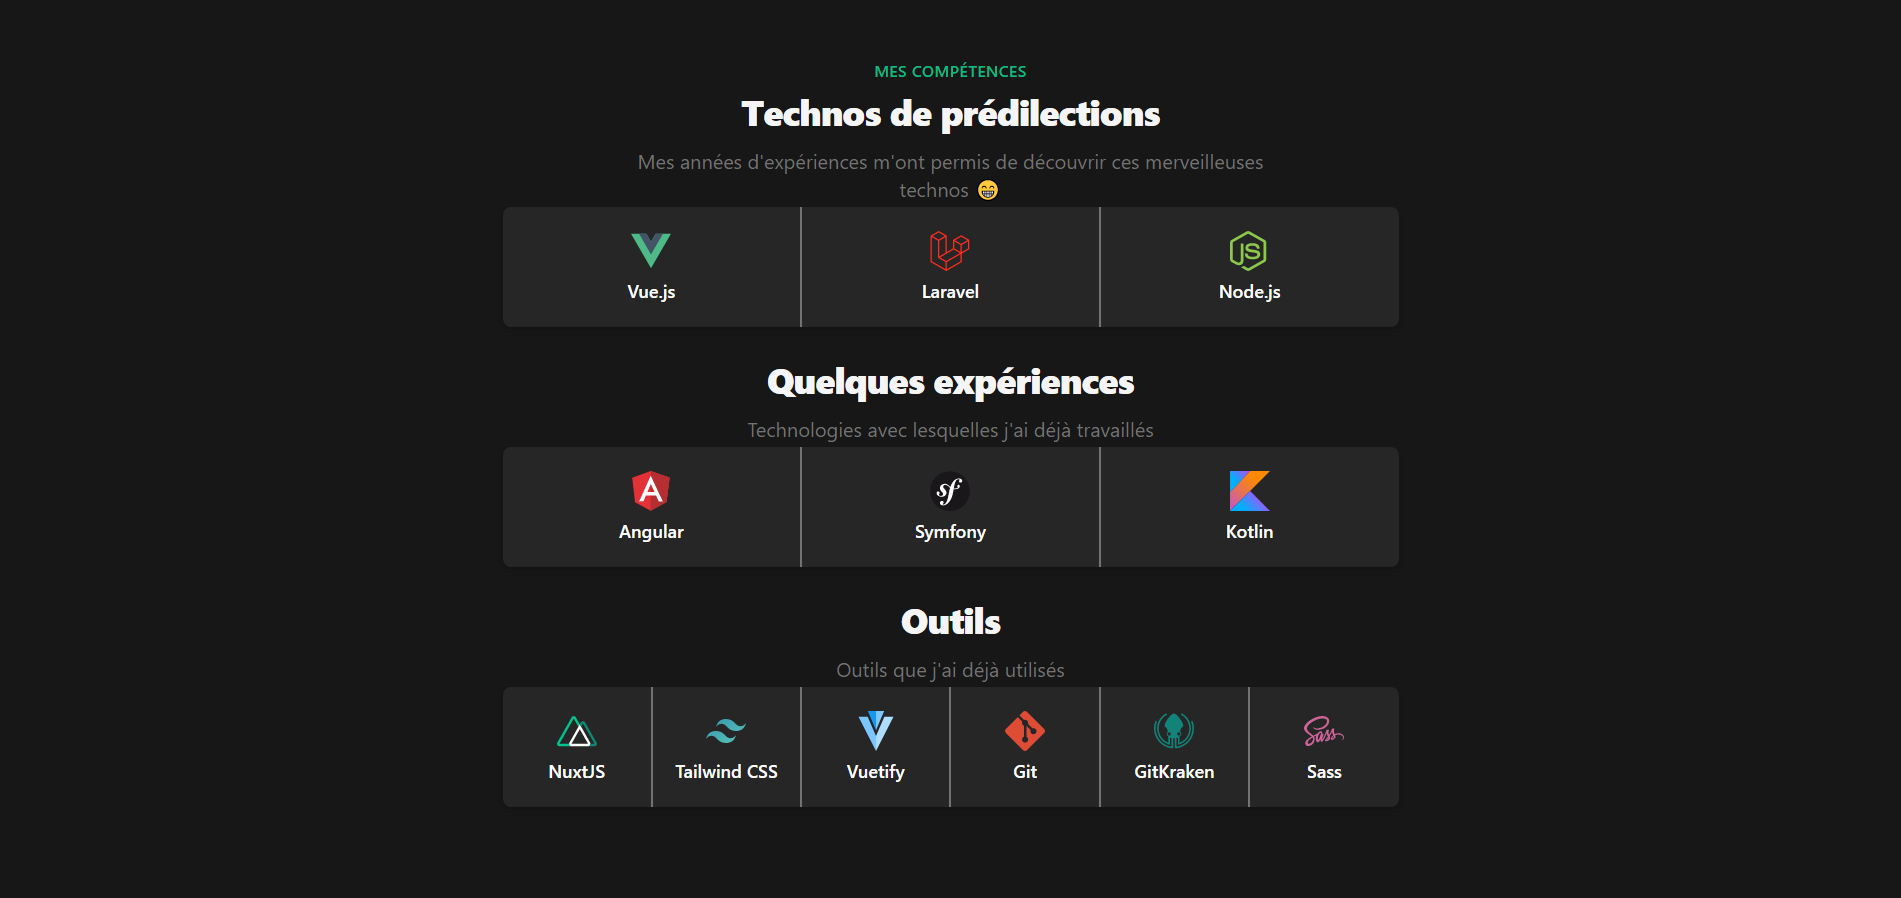 MES COMPÉTENCES
Technos de prédilections
Mes années d'expériences m'ont permis de découvrir ces merveilleuses
technos 😁
Vue.js
Laravel
Node.js
Quelques expériences
Technologies avec lesquelles j'ai déjà travaillés
Angular
Symfony
Kotlin
Outils
Outils que j'ai déjà utilisés
NuxtJS
Tailwind CSS
Vuetify
Git
GitKraken
Sass